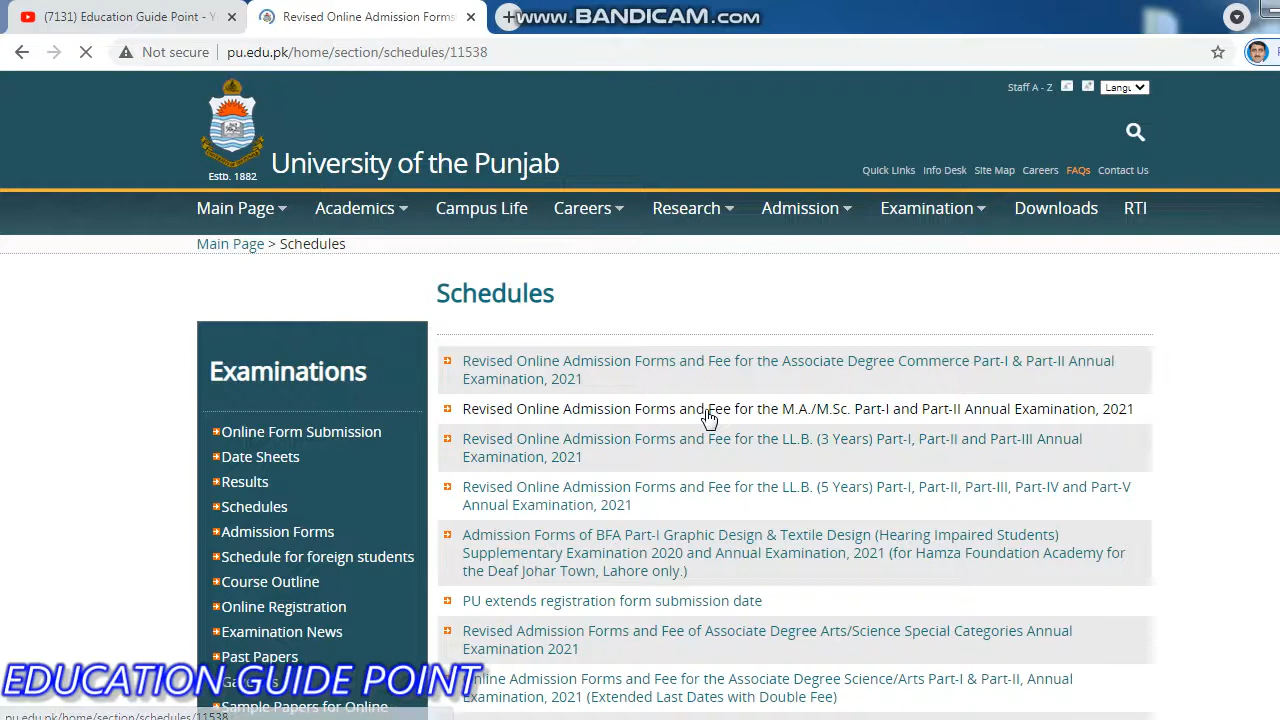 (7131) Education Guide Point - Y
Revised Online Admission Forms
www.BANDICAM.com
Not secure
pu.edu.pk/home/section/schedules/11538
Staff A - Z
Langu
Estb. 1882
University of the Punjab
Quick Links Info Desk Site Map Careers FAQs Contact Us
Main Page Academics Campus Life Careers Research Admission Examination Downloads RTI
Main Page > Schedules
Schedules
Examinations
Online Form Submission
Date Sheets
Results
Schedules
Admission Forms
Schedule for foreign students
Course Outline
Online Registration
Examination News
Past Papers
Sample Papers for Online
Revised Online Admission Forms and Fee for the Associate Degree Commerce Part-I & Part-II Annual
Examination, 2021
Revised Online Admission Forms and Fee for the M.A./M.Sc. Part-I and Part-II Annual Examination, 2021
Revised Online Admission Forms and Fee for the LL.B. (3 Years) Part-I, Part-II and Part-III Annual
Examination, 2021
Revised Online Admission Forms and Fee for the LL.B. (5 Years) Part-I, Part-II, Part-III, Part-IV and Part-V
Annual Examination, 2021
Admission Forms of BFA Part-I Graphic Design & Textile Design (Hearing Impaired Students)
Supplementary Examination 2020 and Annual Examination, 2021 (for Hamza Foundation Academy for
the Deaf Johar Town, Lahore only.)
PU extends registration form submission date
Revised Admission Forms and Fee of Associate Degree Arts/Science Special Categories Annual
Examination 2021
Online Admission Forms and Fee for the Associate Degree Science/Arts Part-I & Part-II, Annual
Examination, 2021 (Extended Last Dates with Double Fee)
EDUCATION GUIDE POINT
pu.edu.pk/home/section/schedules/11538